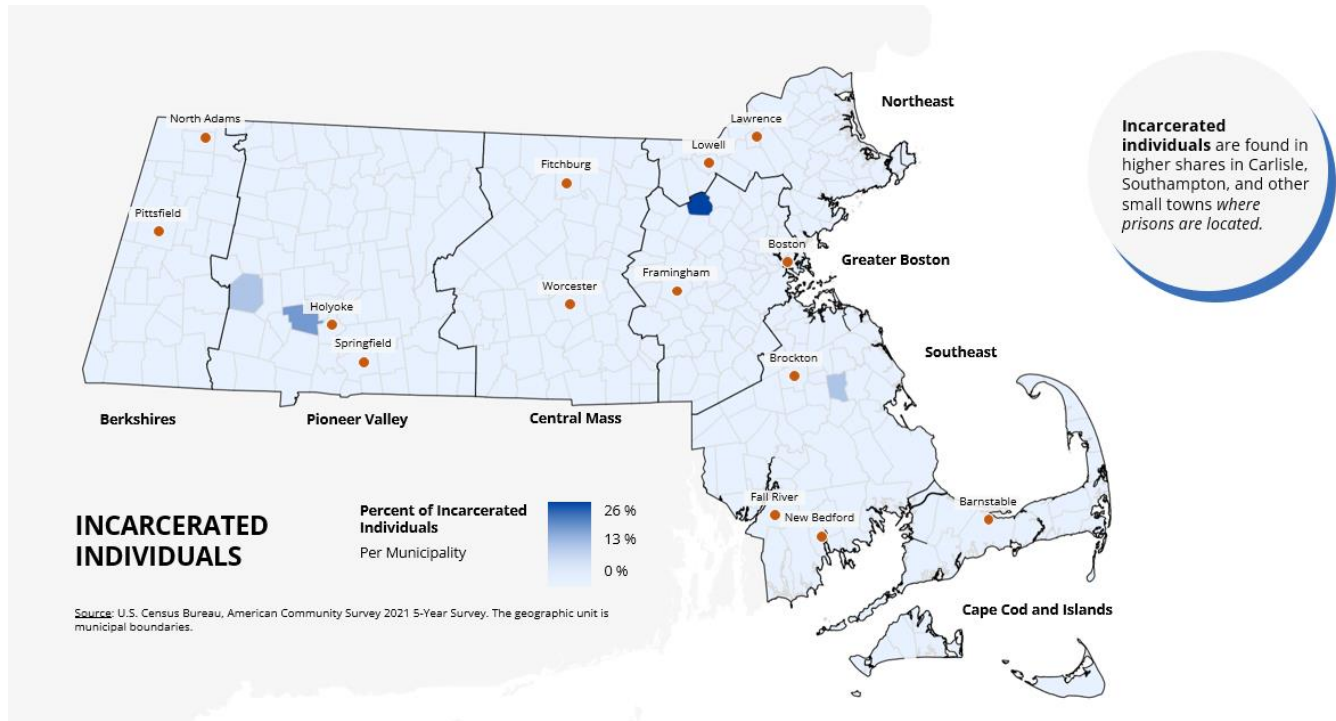 Northeast
Incarcerated
individuals are found in
higher shares in Carlisle,
Southampton, and other
small towns where
prisons are located.
North Adams
Lawrence
Lowell
Fitchburg
Pittsfield
Boston
Greater Boston
Framingham
Worcester
Holyoke
Springfield
Southeast
Brockton
Berkshires
Pioneer Valley
Central Mass
Fall River
New Bedford
Barnstable
Cape Cod and Islands
INCARCERATED
INDIVIDUALS
Percent of Incarcerated
Individuals
Per Municipality
26 %
13 %
0 %
Source: U.S. Census Bureau, American Community Survey 2021 5-Year Survey. The geographic unit is
municipal boundaries.